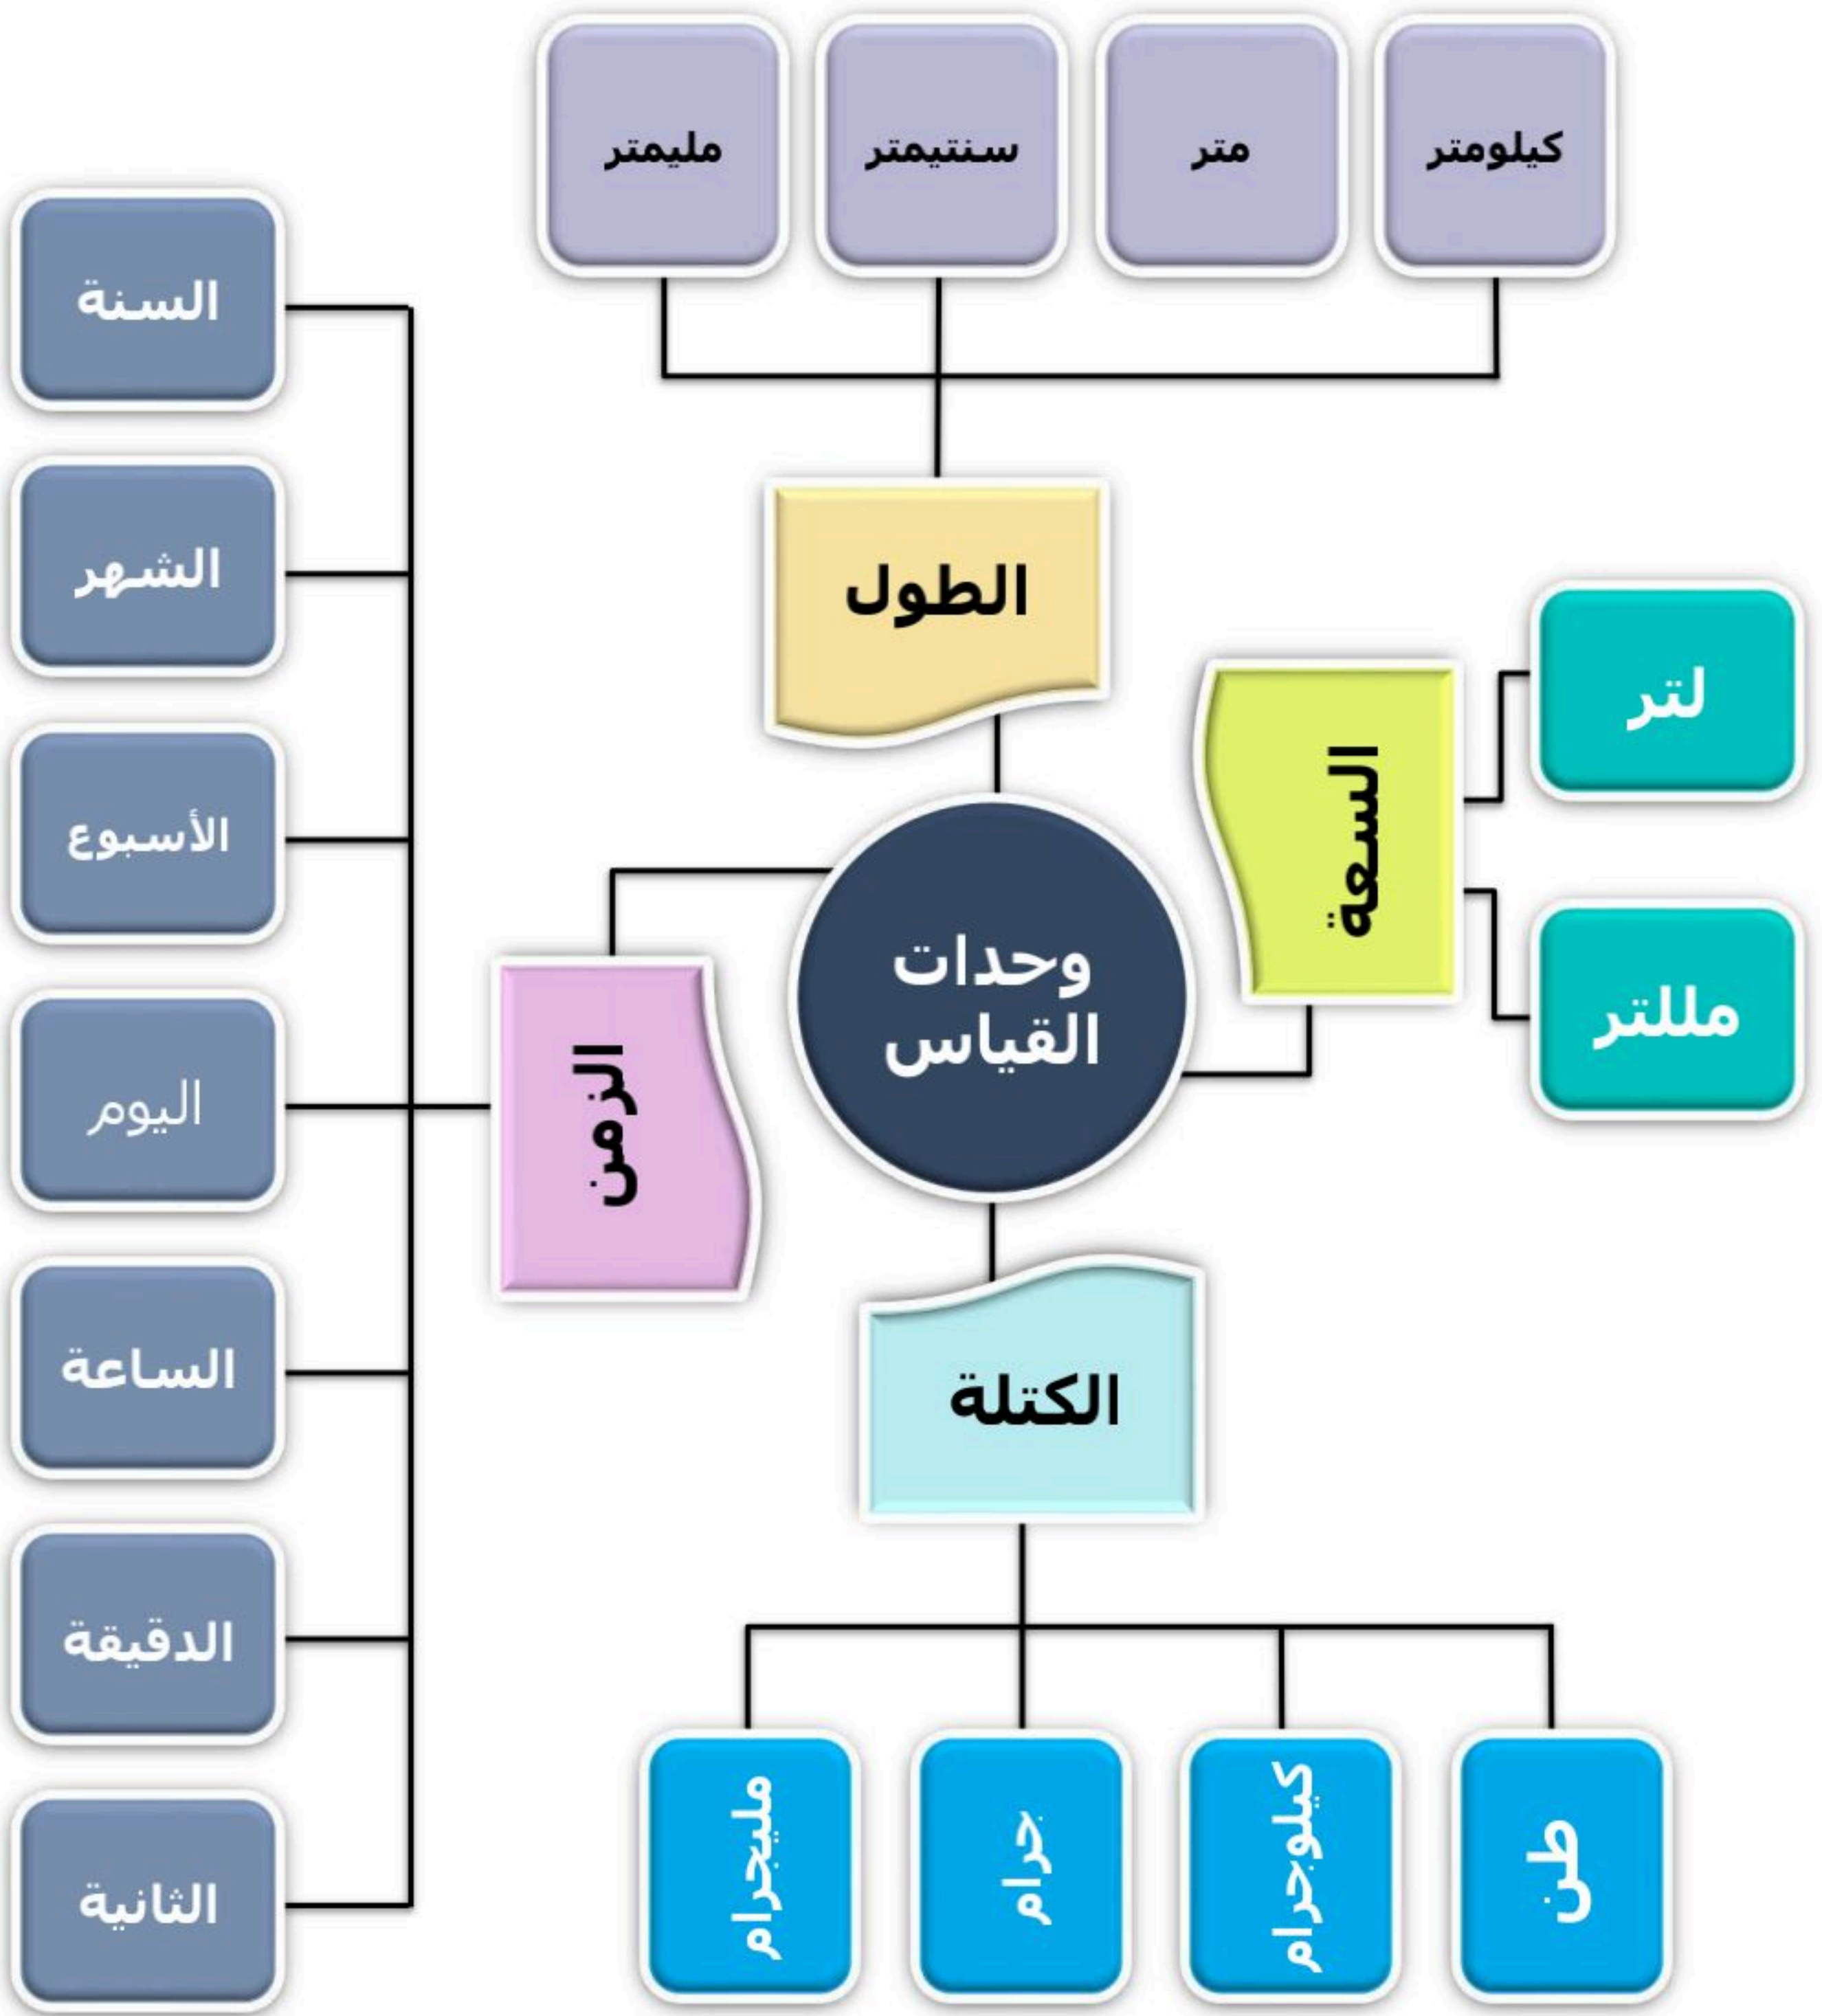 كيلومتر
متر
سنتيمتر
مليمتر
الطول
السعة
لتر
مللتر
وحدات
القياس
الزمن
السنة
الشهر
الأسبوع
اليوم
الساعة
الدقيقة
الثانية
الكتلة
طن
كيلوجرام
جرام
مليجرام